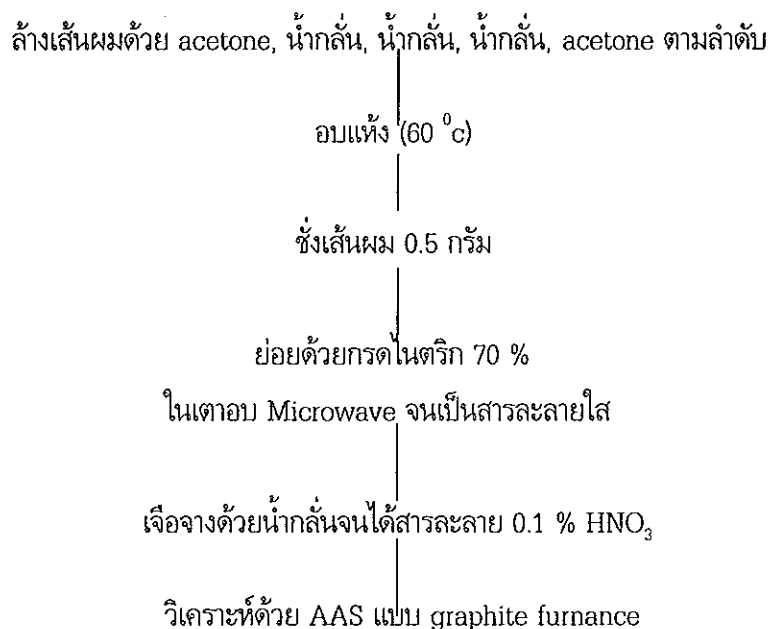 ล้างเส้นผมด้วย acetone, น้ำกลั่น, น้ำกลั่น, น้ำกลั่น, acetone ตามลำดับ
อบแห้ง (60 ⁰c)
ชั่งเส้นผม 0.5 กรัม
ย่อยด้วยกรดไนตริก 70 %
ในเตาอบ Microwave จนเป็นสารละลายใส
เจือจางด้วยน้ำกลั่นจนได้สารละลาย 0.1 % HNO₃
วิเคราะห์ด้วย AAS แบบ graphite furnance